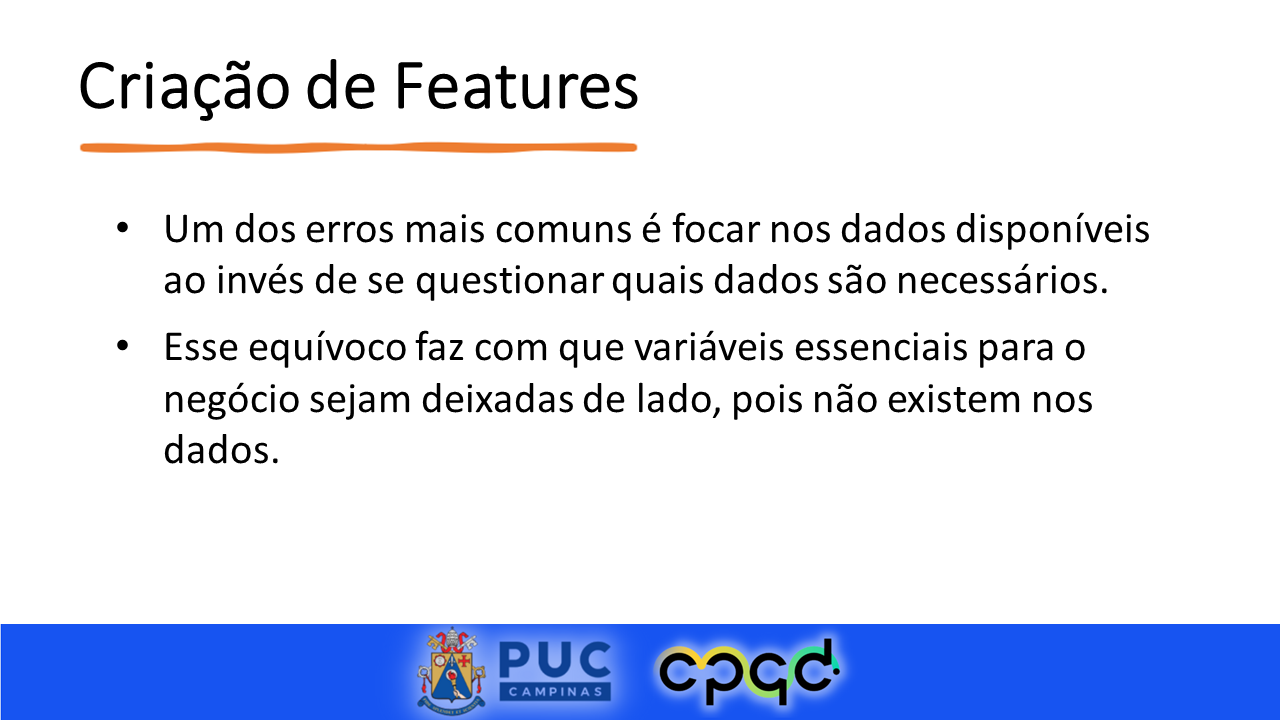 Criação de Features
• Um dos erros mais comuns é focar nos dados disponíveis
ao invés de se questionar quais dados são necessários.
• Esse equívoco faz com que variáveis essenciais para o
negócio sejam deixadas de lado, pois não existem nos
dados.
PUC
CAMPINAS
cpqd